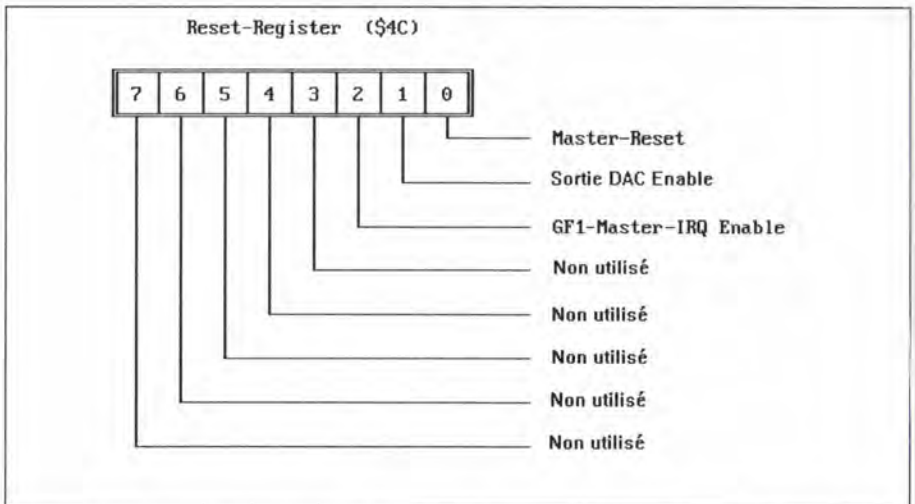 Reset-Register ($4C)
7 6 5 4 3 2 1 0
Master-Reset
Sortie DAC Enable
GF1-Master-IRQ Enable
Non utilisé
Non utilisé
Non utilisé
Non utilisé
Non utilisé